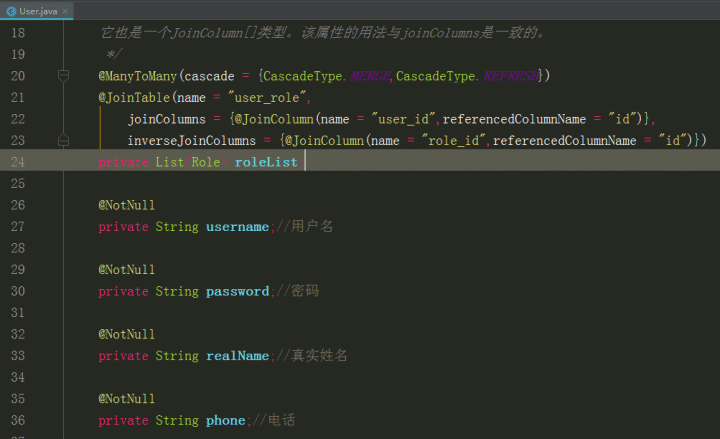 User.java
18 它也是一个JoinColumn[]类型。该属性的用法与joinColumns是一致的。
19 */
20 @ManyToMany(cascade = {CascadeType.MERGE,CascadeType.REFRESH})
21 @JoinTable(name = "user_role",
22 joinColumns = {@JoinColumn(name = "user_id",referencedColumnName = "id")},
23 inverseJoinColumns = {@JoinColumn(name = "role_id",referencedColumnName = "id")})
24 private List Role roleList
25
26 @NotNull
27 private String username;//用户名
28
29 @NotNull
30 private String password;//密码
31
32 @NotNull
33 private String realName;//真实姓名
34
35 @NotNull
36 private String phone;//电话